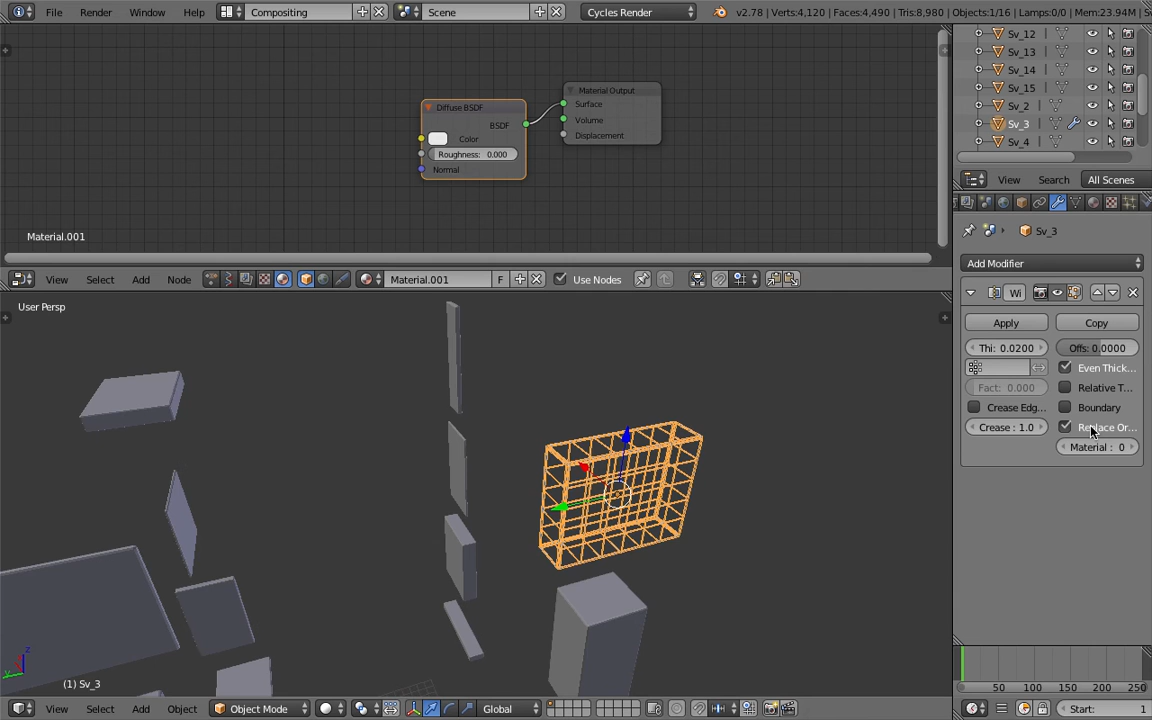 File Render Window Help Compositing Scene Cycles Render v2.78 | Verts:4,120 | Faces:4,490 | Tris:8,980 | Objects:1/16 | Lamps:0/0 | Mem:23.94M |
Sv_12
Sv_13
Sv_14
Sv_15
Sv_2
Sv_3
Sv_4
View Search All Scenes
Diffuse BSDF
BSDF
Color
Roughness: 0.000
Normal
Material Output
Surface
Volume
Displacement
Material.001
View Select Add Node Material.001 F Use Nodes
Sv_3
Add Modifier
Wi
Apply Copy
Thi: 0.0200 Offs: 0.0000
Even Thick...
Fact: 0.000 Relative T...
Crease Edg... Boundary
Crease : 1.0 Replace Or...
Material : 0
User Persp
z
y
(1) Sv_3
View Select Add Object Object Mode Global
50 100 150 200 250
Start: 1